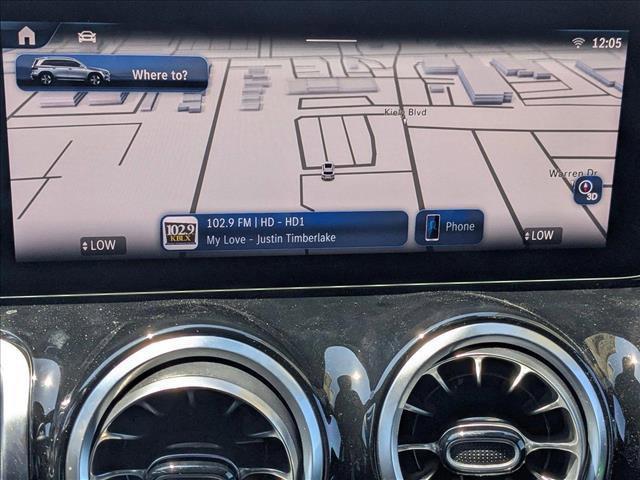 12:05
Where to?
Kiely Blvd
Warren Dr
3D
LOW
102.9
KBLX
102.9 FM | HD - HD1
My Love - Justin Timberlake
Phone
LOW